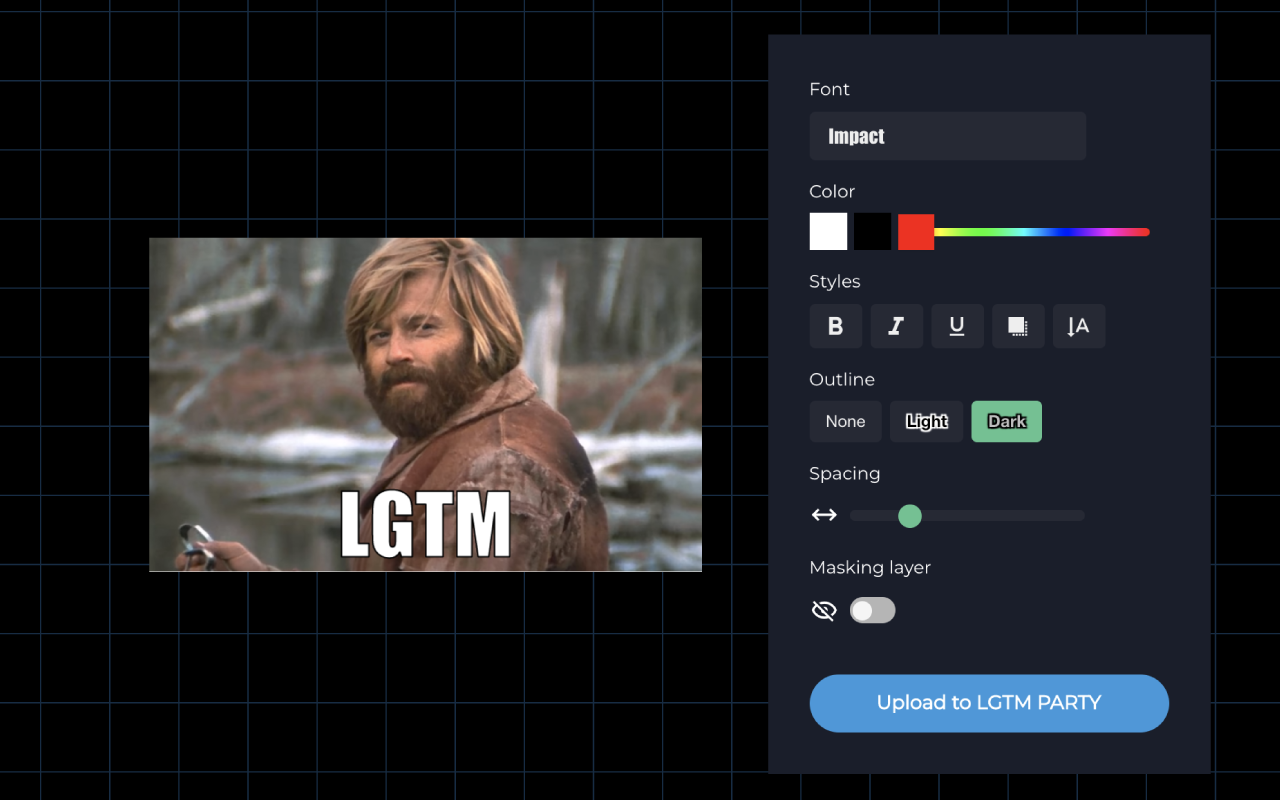 LGTM
Font
Impact
Color
Styles
B I U A
Outline
None Light Dark
Spacing
Masking layer
Upload to LGTM PARTY